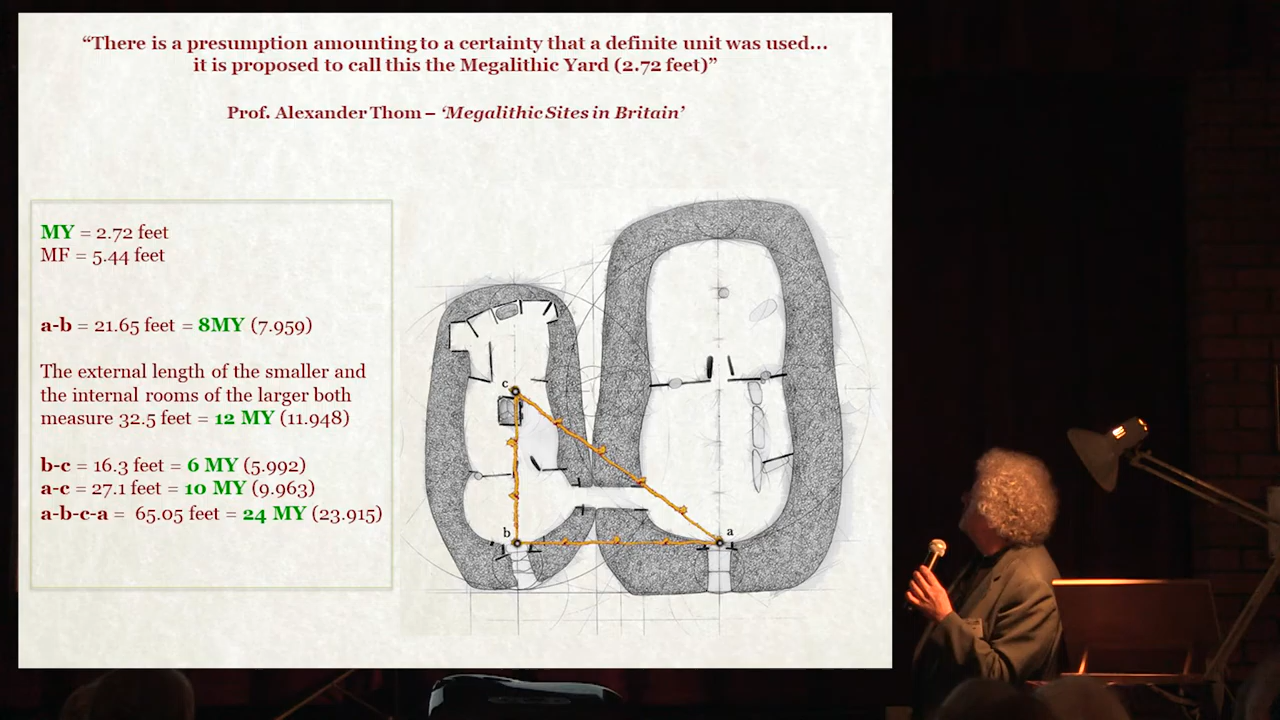 “There is a presumption amounting to a certainty that a definite unit was used...
it is proposed to call this the Megalithic Yard (2.72 feet)”
Prof. Alexander Thom – ‘Megalithic Sites in Britain’
MY = 2.72 feet
MF = 5.44 feet
a-b = 21.65 feet = 8MY (7.959)
The external length of the smaller and
the internal rooms of the larger both
measure 32.5 feet = 12 MY (11.948)
b-c = 16.3 feet = 6 MY (5.992)
a-c = 27.1 feet = 10 MY (9.963)
a-b-c-a = 65.05 feet = 24 MY (23.915)
c
b
a